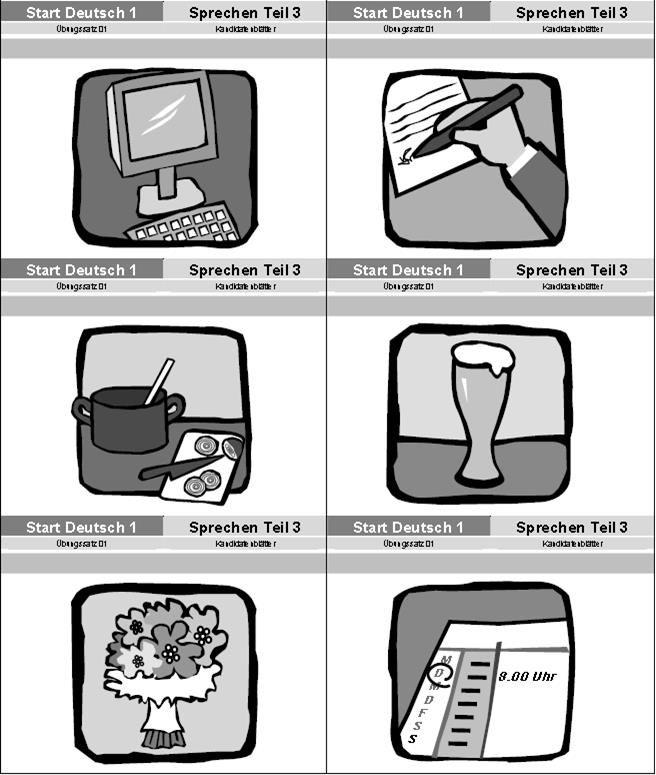 Start Deutsch 1 Sprechen Teil 3
Übungssatz 01 Kandidatenblätter
Start Deutsch 1 Sprechen Teil 3
Übungssatz 01 Kandidatenblätter
Start Deutsch 1 Sprechen Teil 3
Übungssatz 01 Kandidatenblätter
Start Deutsch 1 Sprechen Teil 3
Übungssatz 01 Kandidatenblätter
Start Deutsch 1 Sprechen Teil 3
Übungssatz 01 Kandidatenblätter
Start Deutsch 1 Sprechen Teil 3
Übungssatz 01 Kandidatenblätter
M
D 8.00 Uhr
M
D
F
S
S